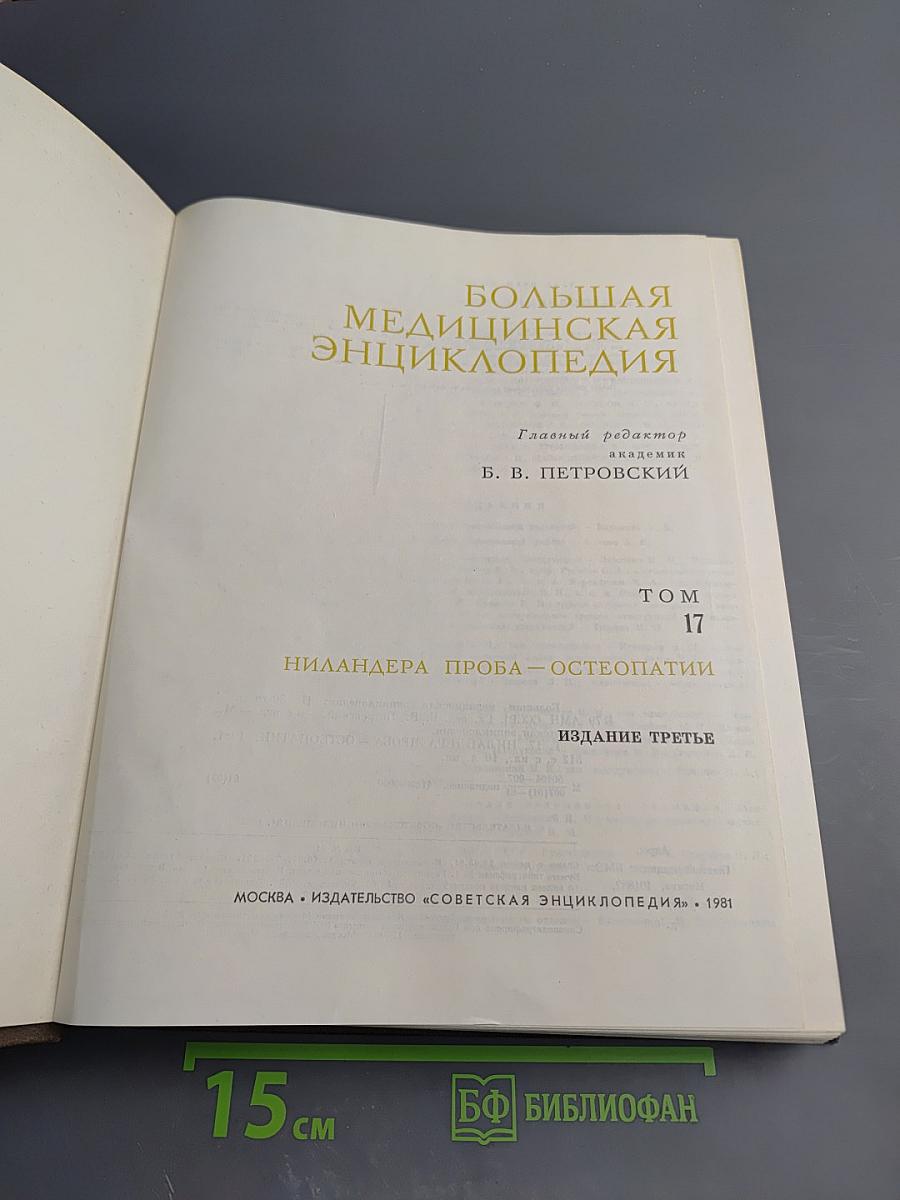 БОЛЬШАЯ
МЕДИЦИНСКАЯ
ЭНЦИКЛОПЕДИЯ
Главный редактор
академик
Б. В. ПЕТРОВСКИЙ
ТОМ
17
НИЛАНДЕРА ПРОБА — ОСТЕОПАТИИ
ИЗДАНИЕ ТРЕТЬЕ
МОСКВА • ИЗДАТЕЛЬСТВО «СОВЕТСКАЯ ЭНЦИКЛОПЕДИЯ» • 1981
15 см
БФ БИБЛИОФАН